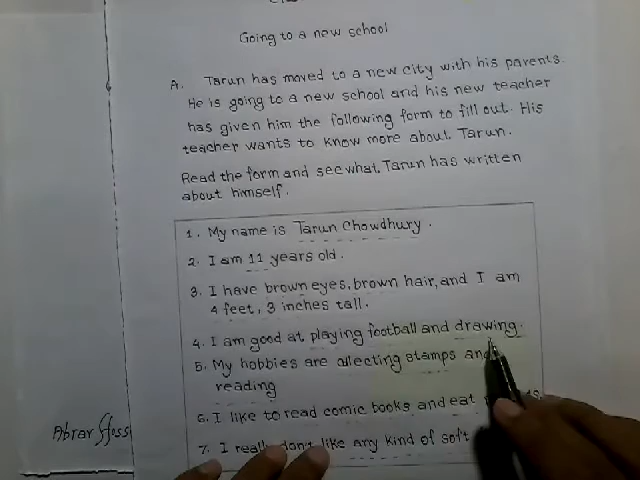 Going to a new school
A. Tarun has moved to a new city with his parents.
He is going to a new school and his new teacher
has given him the following form to fill out. His
teacher wants to know more about Tarun.
Read the form and see what Tarun has written
about himself.
1. My name is Tarun Chowdhury.
2. I am 11 years old.
3. I have brown eyes, brown hair, and I am
4 feet, 3 inches tall.
4. I am good at playing football and drawing.
5. My hobbies are collecting stamps and
reading
6. I like to read comic books and eat
7. I really don't like any kind of soft
Abrar